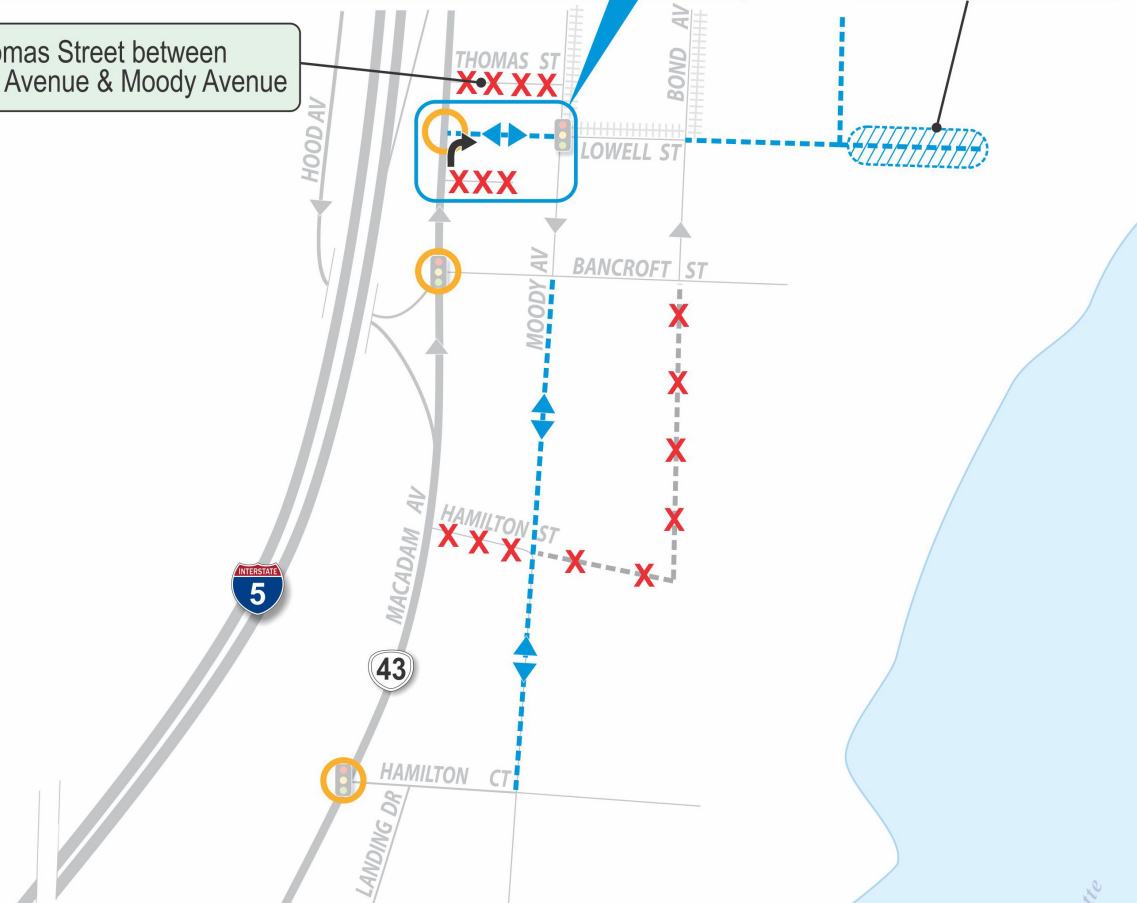 Street between
Avenue & Moody Avenue
THOMAS ST
BOND AV
HOOD AV
LOWELL ST
X X X X
X X X
BANCROFT ST
MOODY AV
X
X
X
X
HAMILTON ST
X X X X X
MACADAM AV
INTERSTATE
5
43
HAMILTON CT
LANDING DR